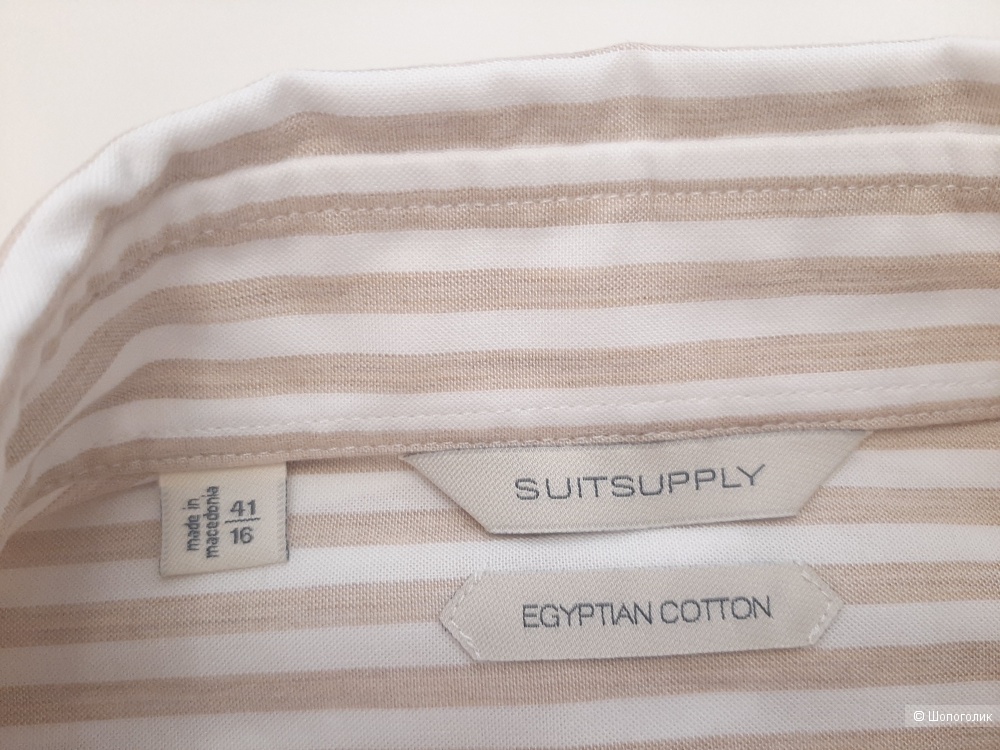 SUITSUPPLY
made in
macedonia
41
16
EGYPTIAN COTTON
© Шопоголик